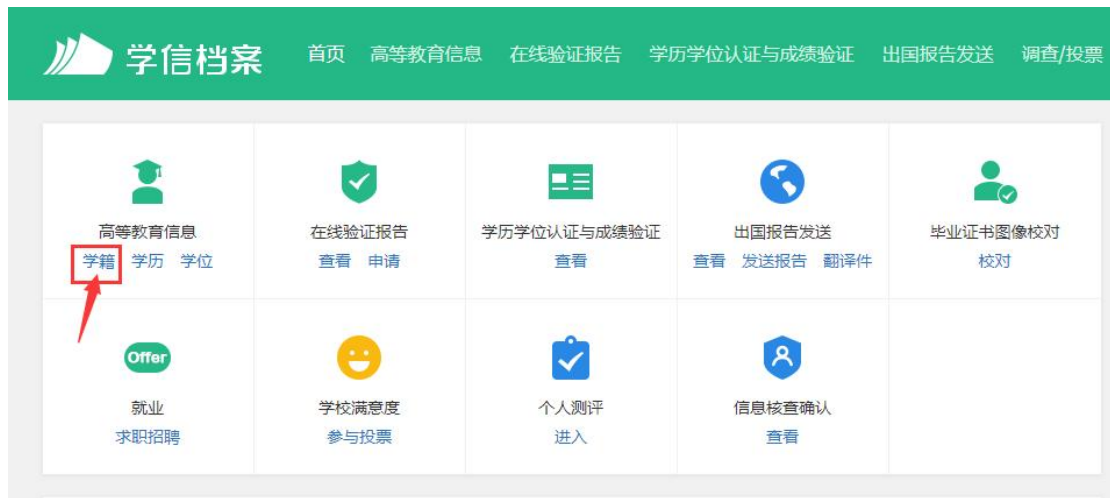 学信档案 首页 高等教育信息 在线验证报告 学历学位认证与成绩验证 出国报告发送 调查/投票
高等教育信息 在线验证报告 学历学位认证与成绩验证 出国报告发送 毕业证书图像校对
学籍 学历 学位 查看 申请 查看 查看 发送报告 翻译件 校对
Offer
就业 学校满意度 个人测评 信息核查确认
求职招聘 参与投票 进入 查看